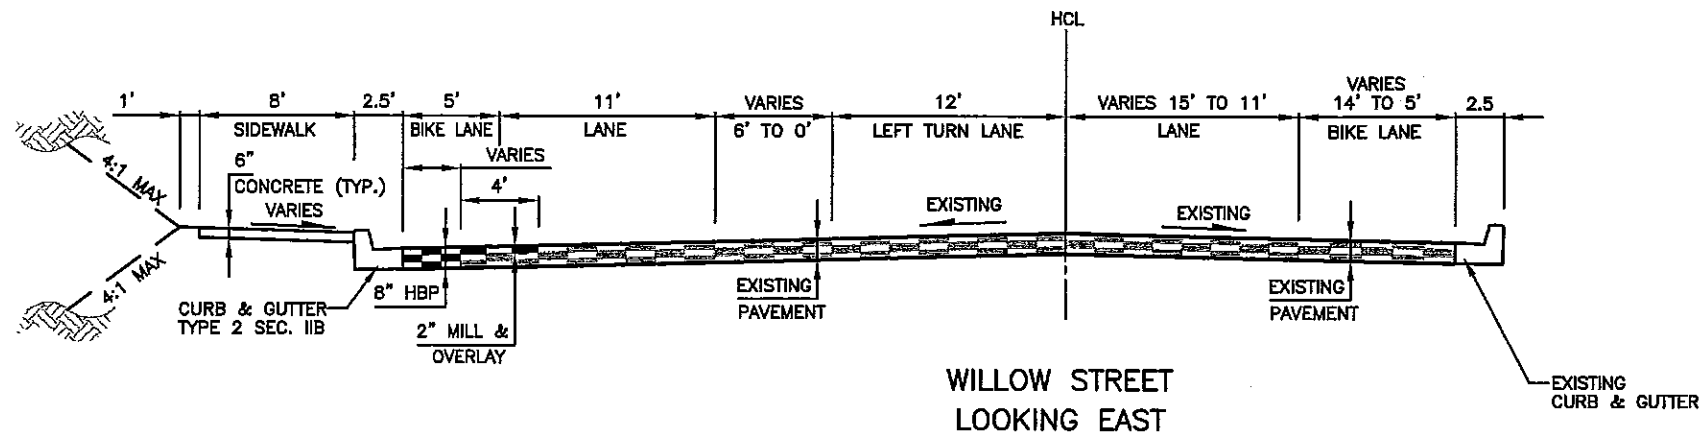 HCL
1'
8'
2.5'
5'
11'
VARIES
6' TO 0'
12'
VARIES 15' TO 11'
VARIES
14' TO 5'
2.5
SIDEWALK
BIKE LANE
LANE
LEFT TURN LANE
LANE
BIKE LANE
4:1 MAX
6"
CONCRETE (TYP.)
VARIES
VARIES
4'
EXISTING
EXISTING
4:1 MAX
CURB & GUTTER
TYPE 2 SEC. IIB
8" HBP
2" MILL &
OVERLAY
EXISTING
PAVEMENT
EXISTING
PAVEMENT
EXISTING
CURB & GUTTER
WILLOW STREET
LOOKING EAST